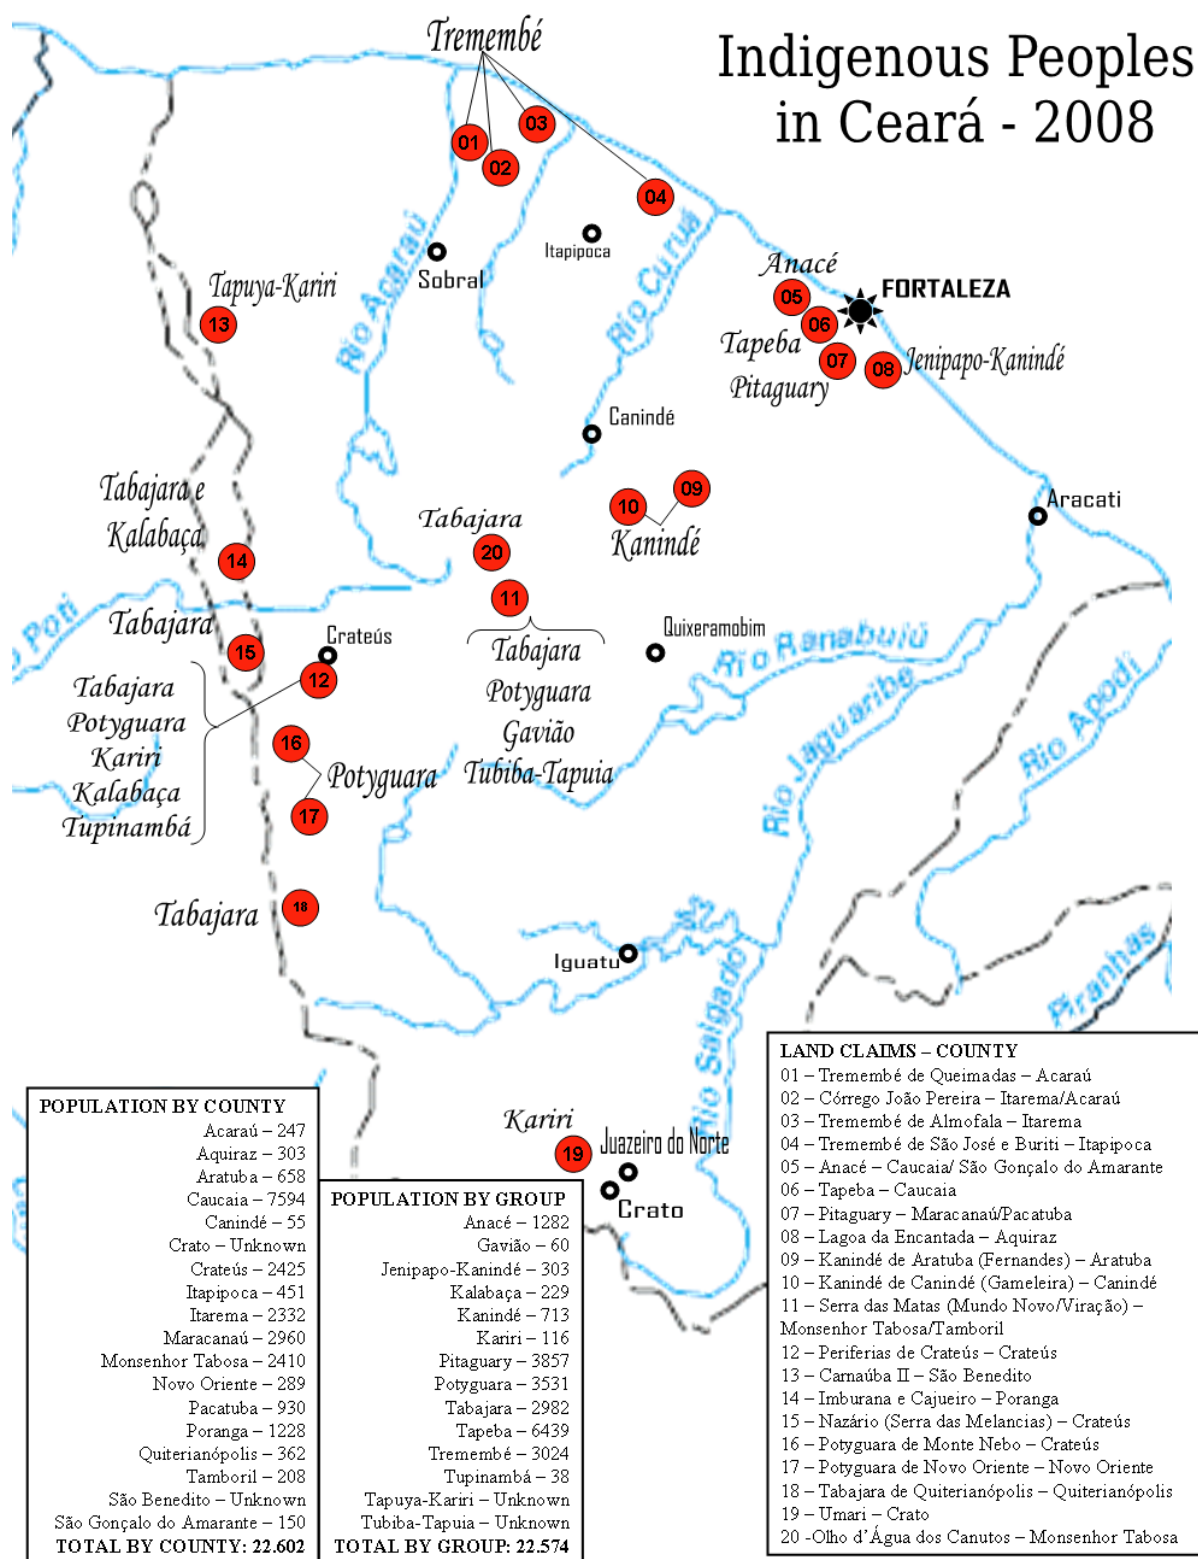 Indigenous Peoples
in Ceará - 2008
Tremembé
01
02
03
04
Itapipoca
Sobral
Rio Acaraú
Rio Curuá
Anacé
05
FORTALEZA
06
Tapeba
07
Pitaguary
08
Jenipapo-Kanindé
Tapuya-Kariri
13
Canindé
09
10
Kanindé
Aracati
Tabajara e
Kalabaça
14
Tabajara
20
11
Tabajara
Potyguara
Gavião
Tubiba-Tapuia
Quixeramobim
Poti
Tabajara
15
Crateús
12
Tabajara
Potyguara
Kariri
Kalabaça
Tupinambá
16
Potyguara
17
Rio Banabuiú
Rio Jaguaribe
Rio Apodi
Tabajara
18
Iguatu
Rio Salgado
Piranhas
Kariri
19
Juazeiro do Norte
Crato
POPULATION BY COUNTY
Acaraú – 247
Aquiraz – 303
Aratuba – 658
Caucaia – 7594
Canindé – 55
Crato – Unknown
Crateús – 2425
Itapipoca – 451
Itarema – 2332
Maracanaú – 2960
Monsenhor Tabosa – 2410
Novo Oriente – 289
Pacatuba – 930
Poranga – 1228
Quiterianópolis – 362
Tamboril – 208
São Benedito – Unknown
São Gonçalo do Amarante – 150
TOTAL BY COUNTY: 22.602
POPULATION BY GROUP
Anacé – 1282
Gavião – 60
Jenipapo-Kanindé – 303
Kalabaça – 229
Kanindé – 713
Kariri – 116
Pitaguary – 3857
Potyguara – 3531
Tabajara – 2982
Tapeba – 6439
Tremembé – 3024
Tupinambá – 38
Tapuya-Kariri – Unknown
Tubiba-Tapuia – Unknown
TOTAL BY GROUP: 22.574
LAND CLAIMS – COUNTY
01 – Tremembé de Queimadas – Acaraú
02 – Córrego João Pereira – Itarema/Acaraú
03 – Tremembé de Almofala – Itarema
04 – Tremembé de São José e Buriti – Itapipoca
05 – Anacé – Caucaia/ São Gonçalo do Amarante
06 – Tapeba – Caucaia
07 – Pitaguary – Maracanaú/Pacatuba
08 – Lagoa da Encantada – Aquiraz
09 – Kanindé de Aratuba (Fernandes) – Aratuba
10 – Kanindé de Canindé (Gameleira) – Canindé
11 – Serra das Matas (Mundo Novo/Viração) –
Monsenhor Tabosa/Tamboril
12 – Periferias de Crateús – Crateús
13 – Carnaúba II – São Benedito
14 – Imburana e Cajueiro – Poranga
15 – Nazário (Serra das Melancias) – Crateús
16 – Potyguara de Monte Nebo – Crateús
17 – Potyguara de Novo Oriente – Novo Oriente
18 – Tabajara de Quiterianópolis – Quiterianópolis
19 – Umari – Crato
20 -Olho d'Água dos Canutos – Monsenhor Tabosa